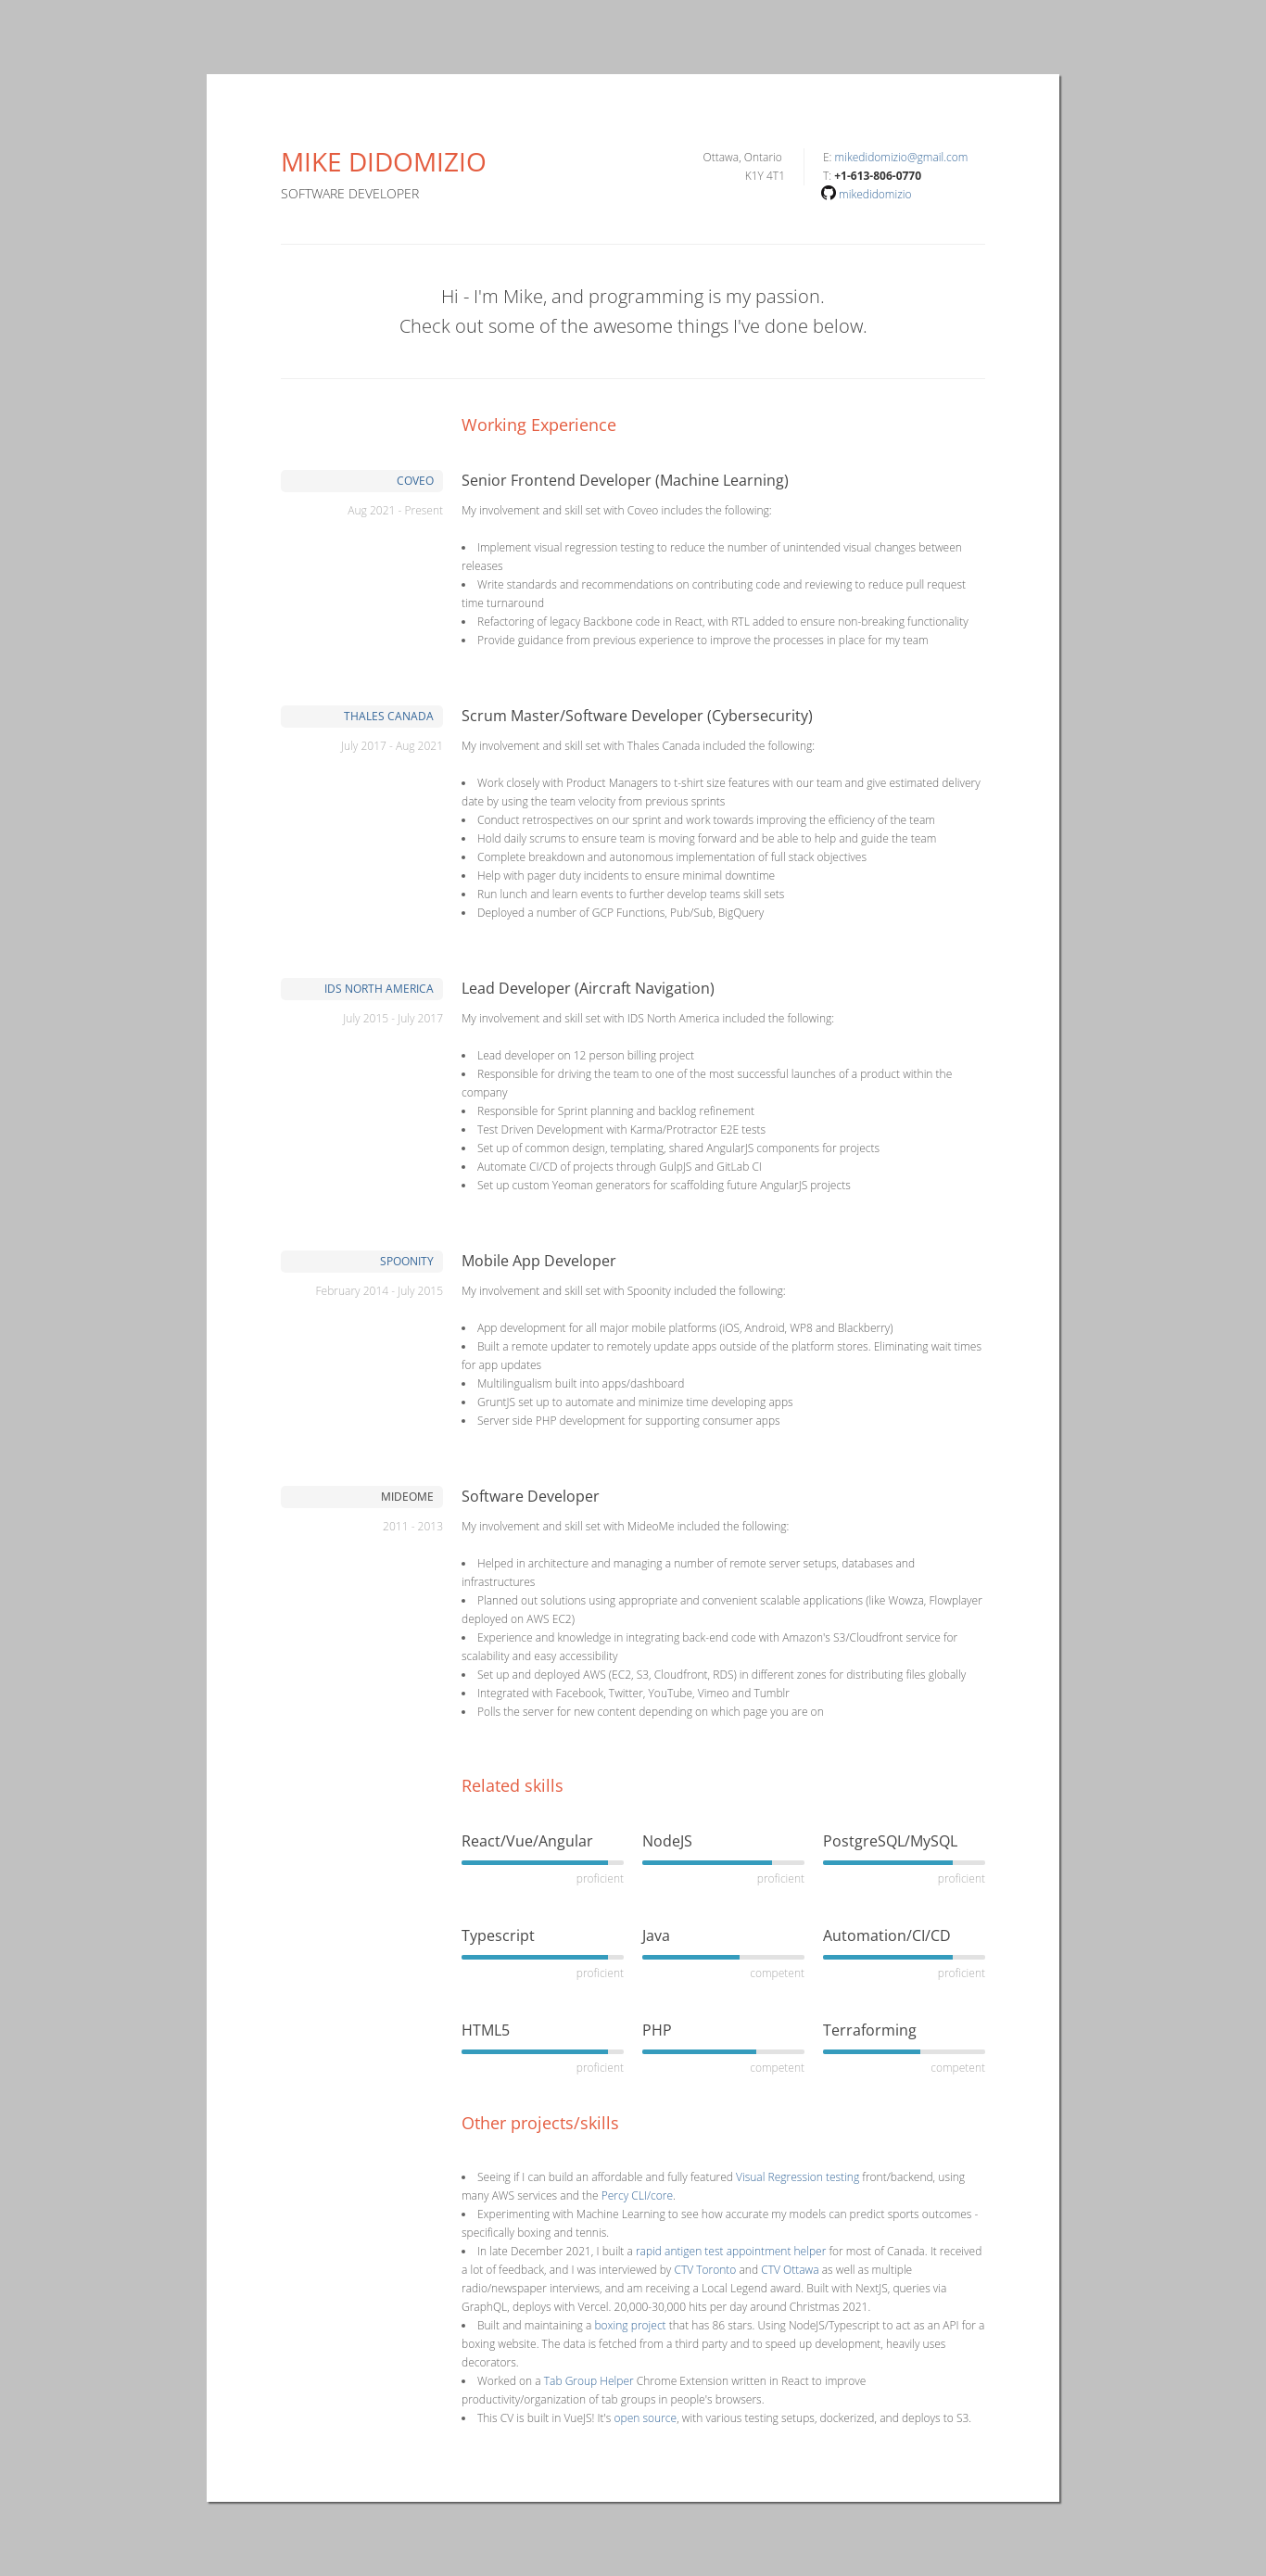 MIKE DIDOMIZIO
SOFTWARE DEVELOPER
Ottawa, Ontario
K1Y 4T1
E: mikedidomizio@gmail.com
T: +1-613-806-0770
mikedidomizio
Hi - I'm Mike, and programming is my passion.
Check out some of the awesome things I've done below.
Working Experience
COVEO
Aug 2021 - Present
Senior Frontend Developer (Machine Learning)
My involvement and skill set with Coveo includes the following:
• Implement visual regression testing to reduce the number of unintended visual changes between
releases
• Write standards and recommendations on contributing code and reviewing to reduce pull request
time turnaround
• Refactoring of legacy Backbone code in React, with RTL added to ensure non-breaking functionality
• Provide guidance from previous experience to improve the processes in place for my team
THALES CANADA
July 2017 - Aug 2021
Scrum Master/Software Developer (Cybersecurity)
My involvement and skill set with Thales Canada included the following:
• Work closely with Product Managers to t-shirt size features with our team and give estimated delivery
date by using the team velocity from previous sprints
• Conduct retrospectives on our sprint and work towards improving the efficiency of the team
• Hold daily scrums to ensure team is moving forward and be able to help and guide the team
• Complete breakdown and autonomous implementation of full stack objectives
• Help with pager duty incidents to ensure minimal downtime
• Run lunch and learn events to further develop teams skill sets
• Deployed a number of GCP Functions, Pub/Sub, BigQuery
IDS NORTH AMERICA
July 2015 - July 2017
Lead Developer (Aircraft Navigation)
My involvement and skill set with IDS North America included the following:
• Lead developer on 12 person billing project
• Responsible for driving the team to one of the most successful launches of a product within the
company
• Responsible for Sprint planning and backlog refinement
• Test Driven Development with Karma/Protractor E2E tests
• Set up of common design, templating, shared AngularJS components for projects
• Automate CI/CD of projects through GulpJS and GitLab CI
• Set up custom Yeoman generators for scaffolding future AngularJS projects
SPOONITY
February 2014 - July 2015
Mobile App Developer
My involvement and skill set with Spoonity included the following:
• App development for all major mobile platforms (iOS, Android, WP8 and Blackberry)
• Built a remote updater to remotely update apps outside of the platform stores. Eliminating wait times
for app updates
• Multilingualism built into apps/dashboard
• GruntJS set up to automate and minimize time developing apps
• Server side PHP development for supporting consumer apps
MIDEOME
2011 - 2013
Software Developer
My involvement and skill set with MideoMe included the following:
• Helped in architecture and managing a number of remote server setups, databases and
infrastructures
• Planned out solutions using appropriate and convenient scalable applications (like Wowza, Flowplayer
deployed on AWS EC2)
• Experience and knowledge in integrating back-end code with Amazon's S3/Cloudfront service for
scalability and easy accessibility
• Set up and deployed AWS (EC2, S3, Cloudfront, RDS) in different zones for distributing files globally
• Integrated with Facebook, Twitter, YouTube, Vimeo and Tumblr
• Polls the server for new content depending on which page you are on
Related skills
React/Vue/Angular
proficient
NodeJS
proficient
PostgreSQL/MySQL
proficient
Typescript
proficient
Java
competent
Automation/CI/CD
proficient
HTML5
proficient
PHP
competent
Terraforming
competent
Other projects/skills
• Seeing if I can build an affordable and fully featured Visual Regression testing front/backend, using
many AWS services and the Percy CLI/core.
• Experimenting with Machine Learning to see how accurate my models can predict sports outcomes -
specifically boxing and tennis.
• In late December 2021, I built a rapid antigen test appointment helper for most of Canada. It received
a lot of feedback, and I was interviewed by CTV Toronto and CTV Ottawa as well as multiple
radio/newspaper interviews, and am receiving a Local Legend award. Built with NextJS, queries via
GraphQL, deploys with Vercel. 20,000-30,000 hits per day around Christmas 2021.
• Built and maintaining a boxing project that has 86 stars. Using NodeJS/Typescript to act as an API for a
boxing website. The data is fetched from a third party and to speed up development, heavily uses
decorators.
• Worked on a Tab Group Helper Chrome Extension written in React to improve
productivity/organization of tab groups in people's browsers.
• This CV is built in VueJS! It's open source, with various testing setups, dockerized, and deploys to S3.